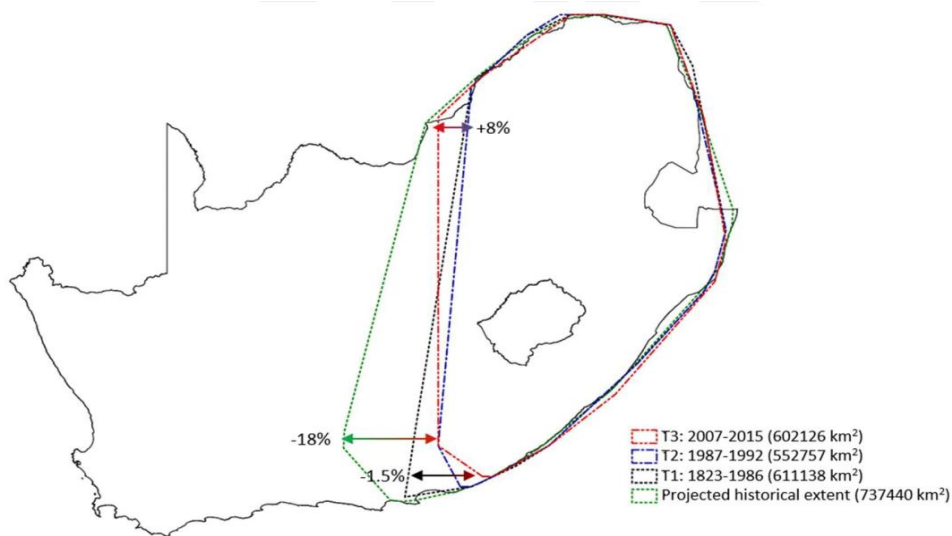 +8%
-18%
-1.5%
T3: 2007-2015 (602126 km²)
T2: 1987-1992 (552757 km²)
T1: 1823-1986 (611138 km²)
Projected historical extent (737440 km²)